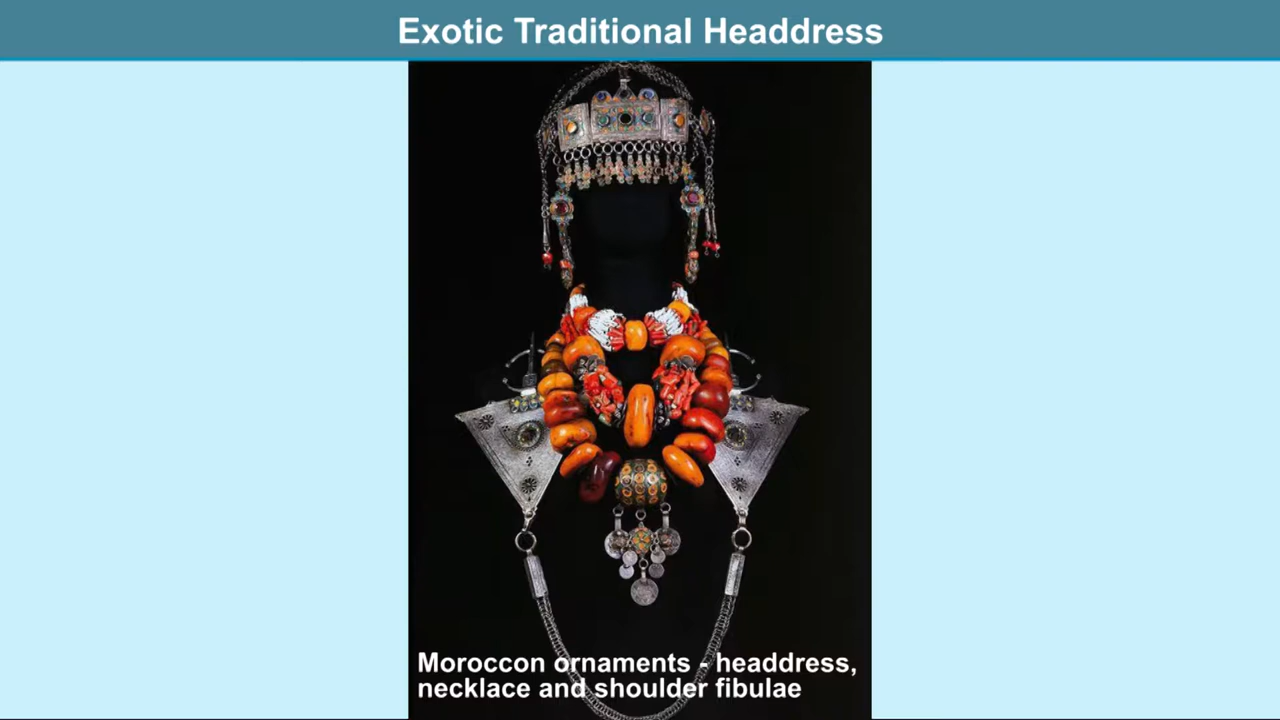 Exotic Traditional Headdress
Moroccon ornaments - headdress,
necklace and shoulder fibulae